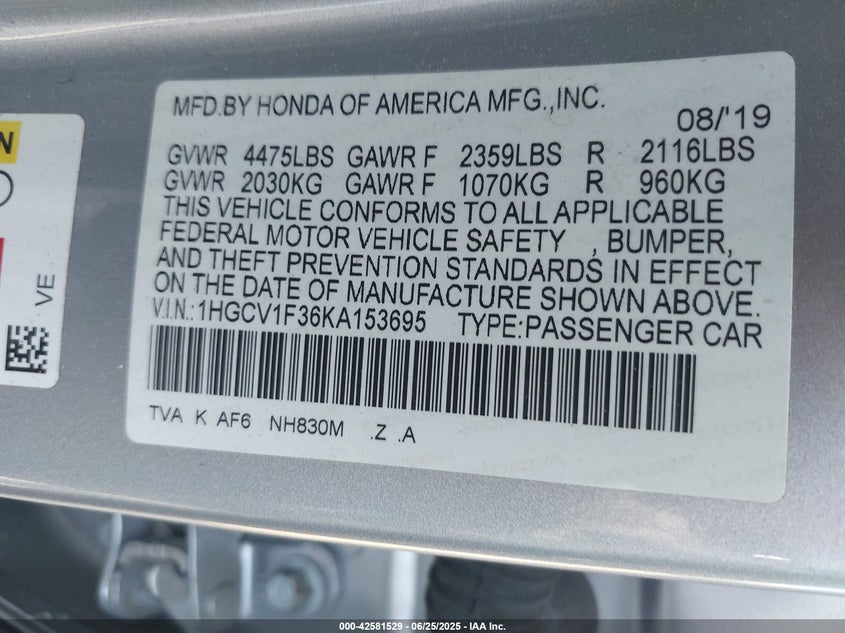 MFD.BY HONDA OF AMERICA MFG.,INC.
08/'19
GVWR 4475LBS GAWR F 2359LBS R 2116LBS
GVWR 2030KG GAWR F 1070KG R 960KG
THIS VEHICLE CONFORMS TO ALL APPLICABLE
FEDERAL MOTOR VEHICLE SAFETY , BUMPER,
AND THEFT PREVENTION STANDARDS IN EFFECT
ON THE DATE OF MANUFACTURE SHOWN ABOVE.
V.I.N.:1HGCV1F36KA153695 TYPE:PASSENGER CAR
TVA K AF6 NH830M .Z .A
N
VE
000-42581529 - 06/25/2025 - IAA Inc.